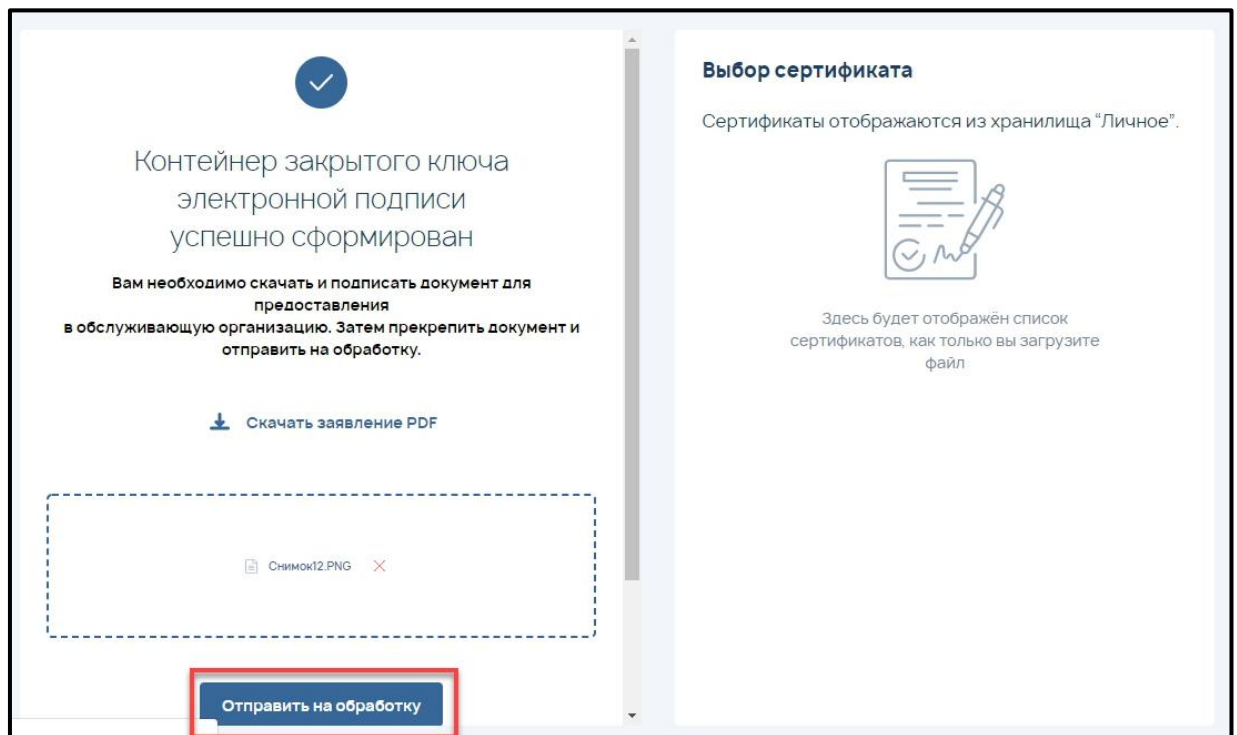 Контейнер закрытого ключа
электронной подписи
успешно сформирован
Вам необходимо скачать и подписать документ для
предоставления
в обслуживающую организацию. Затем прекрепить документ и
отправить на обработку.
Скачать заявление PDF
Снимок12.PNG
Отправить на обработку
Выбор сертификата
Сертификаты отображаются из хранилища “Личное”.
Здесь будет отображён список
сертификатов, как только вы загрузите
файл